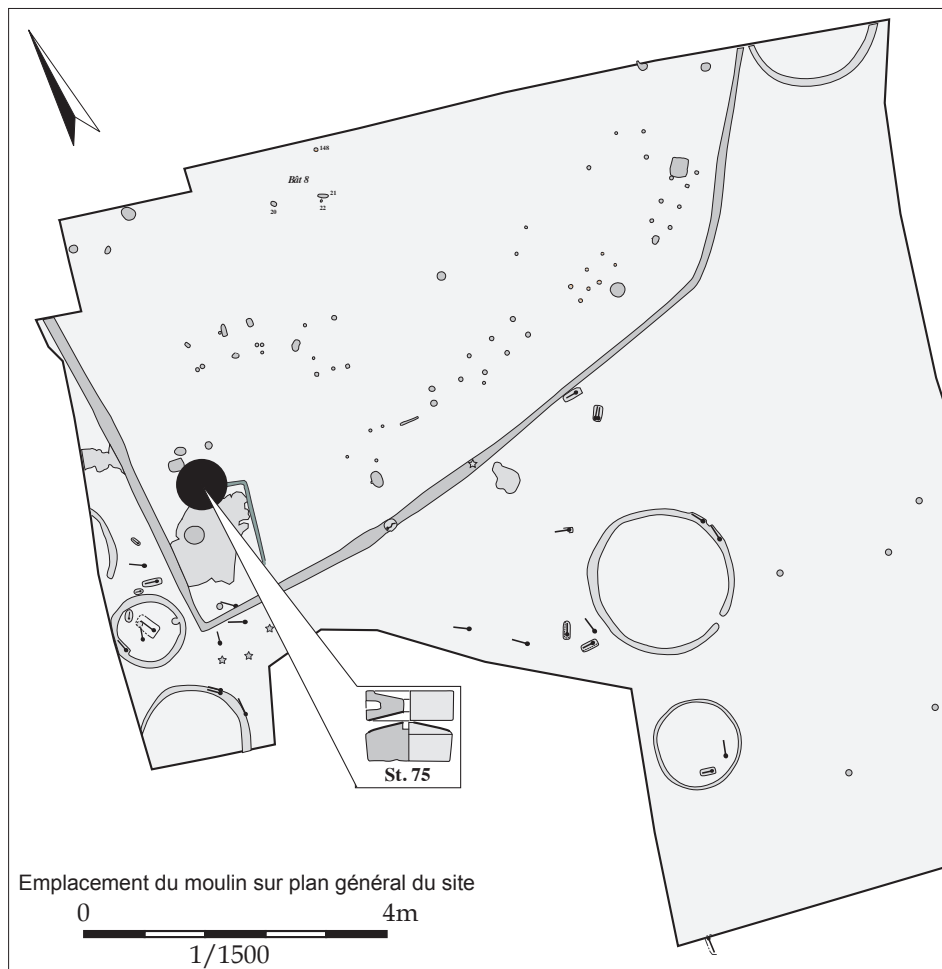 148
Bât 8
21
20
22
St. 75
Emplacement du moulin sur plan général du site
0 4m
1/1500